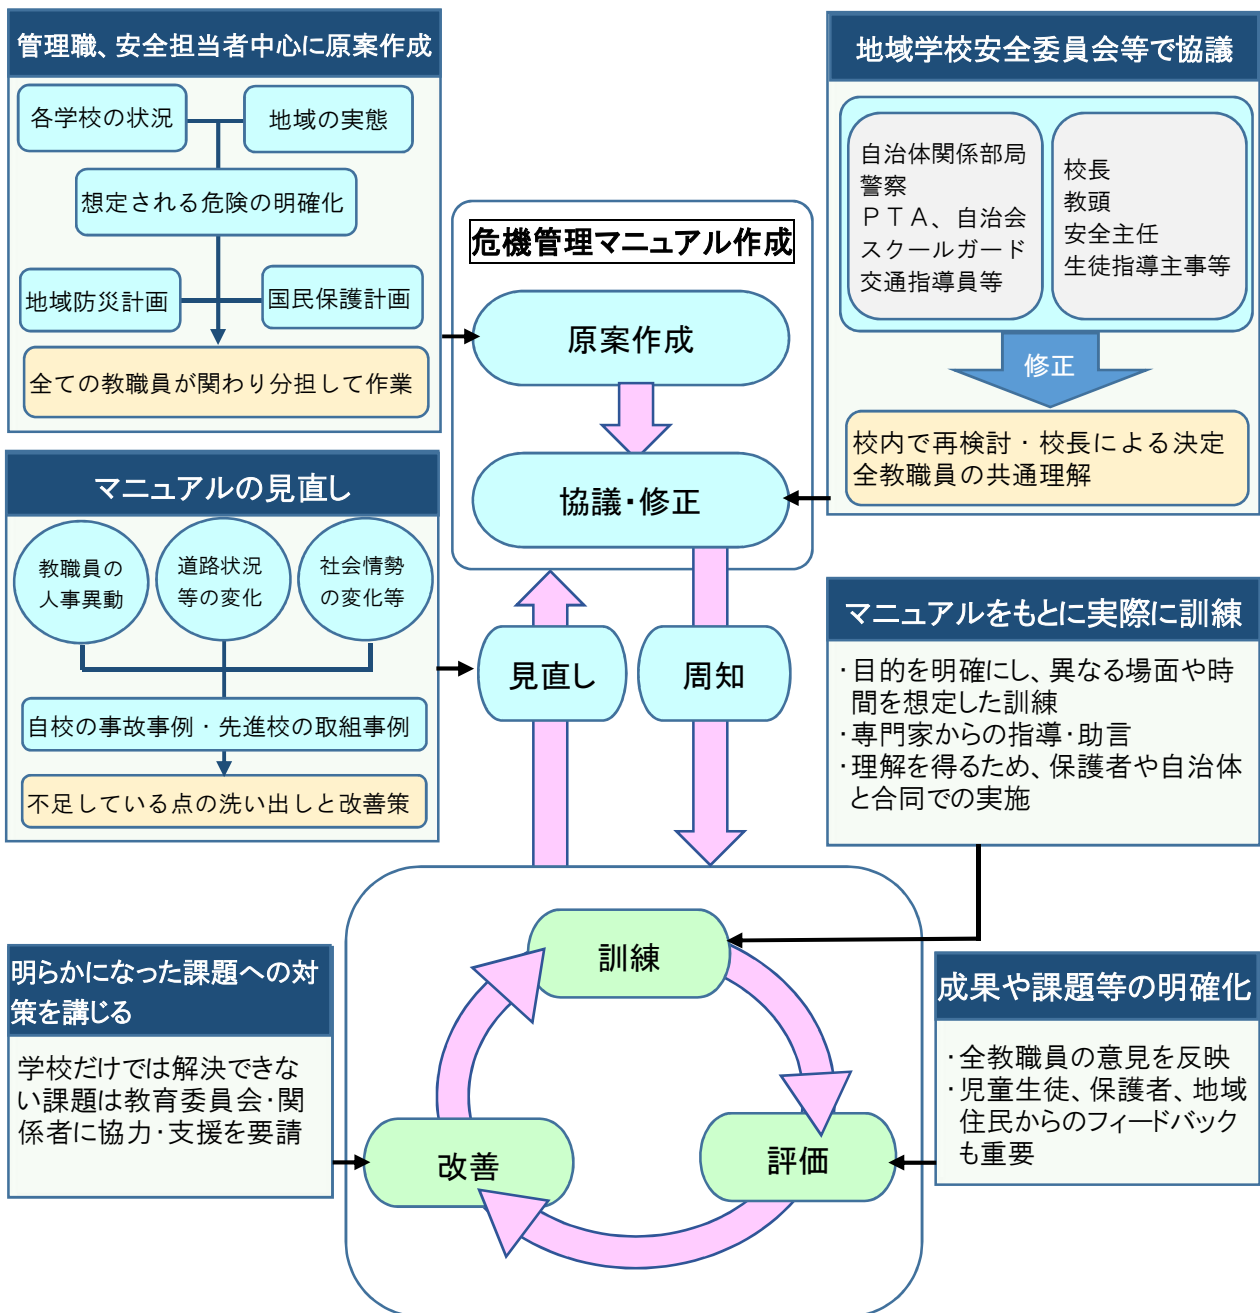 管理職、安全担当者中心に原案作成
各学校の状況
地域の実態
想定される危険の明確化
地域防災計画
国民保護計画
全ての教職員が関わり分担して作業
危機管理マニュアル作成
原案作成
協議・修正
地域学校安全委員会等で協議
自治体関係部局
警察
ＰＴＡ、自治会
スクールガード
交通指導員等
校長
教頭
安全主任
生徒指導主事等
修正
校内で再検討・校長による決定
全教職員の共通理解
マニュアルの見直し
教職員の
人事異動
道路状況
等の変化
社会情勢
の変化等
自校の事故事例・先進校の取組事例
不足している点の洗い出しと改善策
見直し
周知
マニュアルをもとに実際に訓練
・目的を明確にし、異なる場面や時
間を想定した訓練
・専門家からの指導・助言
・理解を得るため、保護者や自治体
と合同での実施
訓練
評価
改善
明らかになった課題への対
策を講じる
学校だけでは解決できな
い課題は教育委員会・関
係者に協力・支援を要請
成果や課題等の明確化
・全教職員の意見を反映
・児童生徒、保護者、地域
住民からのフィードバック
も重要